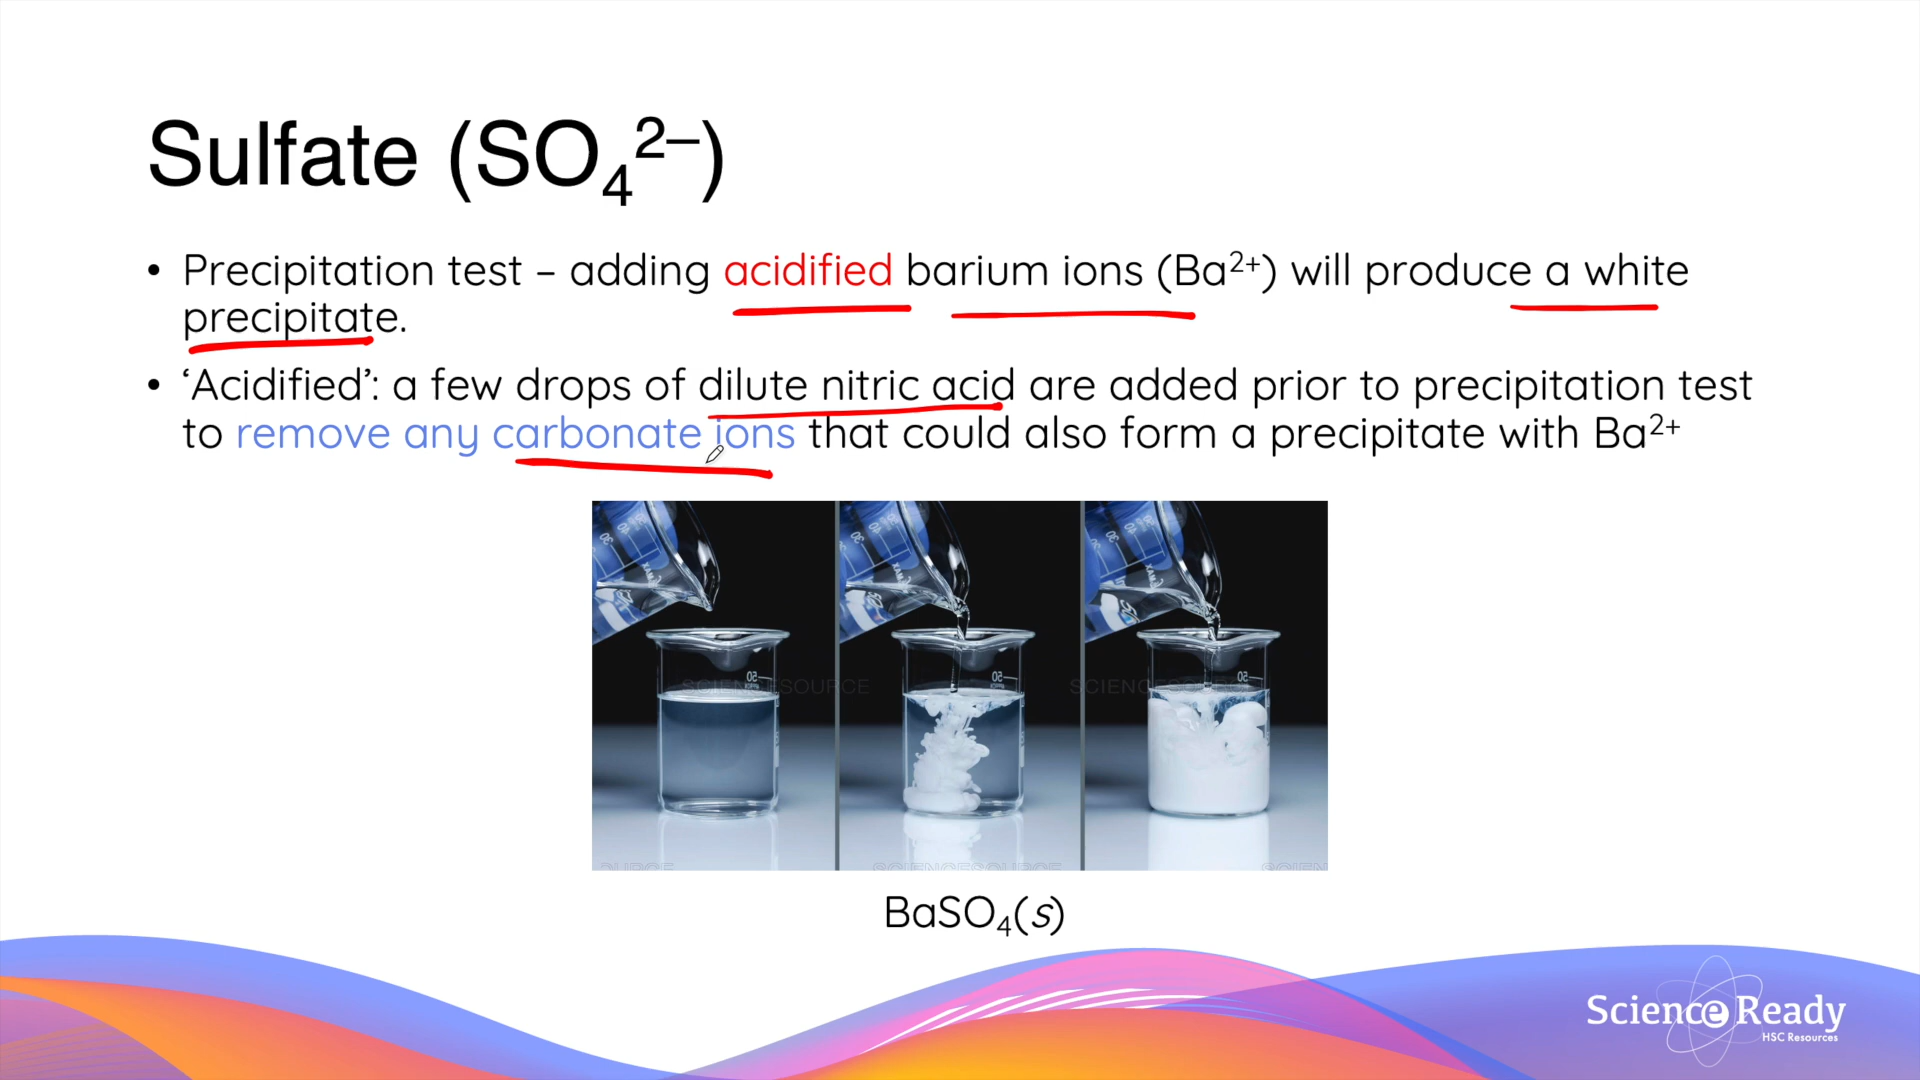 Sulfate (SO₄²⁻)
• Precipitation test – adding acidified barium ions (Ba²⁺) will produce a white
precipitate.
• ‘Acidified’: a few drops of dilute nitric acid are added prior to precipitation test
to remove any carbonate ions that could also form a precipitate with Ba²⁺
SCIENCESOURCE
BaSO₄(s)
Science Ready
HSC Resources